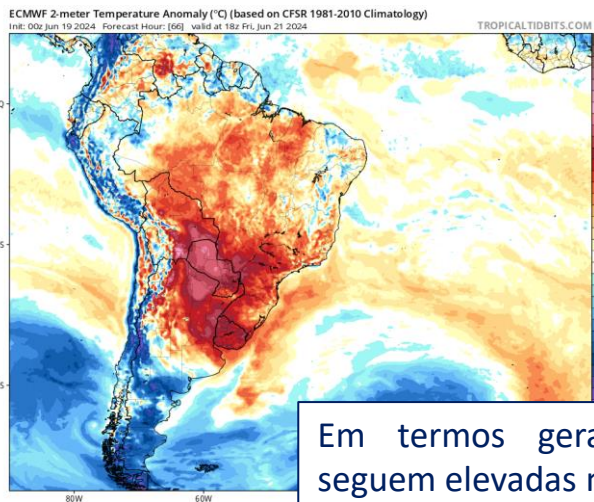 ECMWF 2-meter Temperature Anomaly (°C) (based on CFSR 1981-2010 Climatology)
Init: 00z Jun 19 2024 Forecast Hour: [66] valid at 18z Fri, Jun 21 2024 TROPICALTIDBITS.COM
80W 60W
Em termos
seguem elevadas